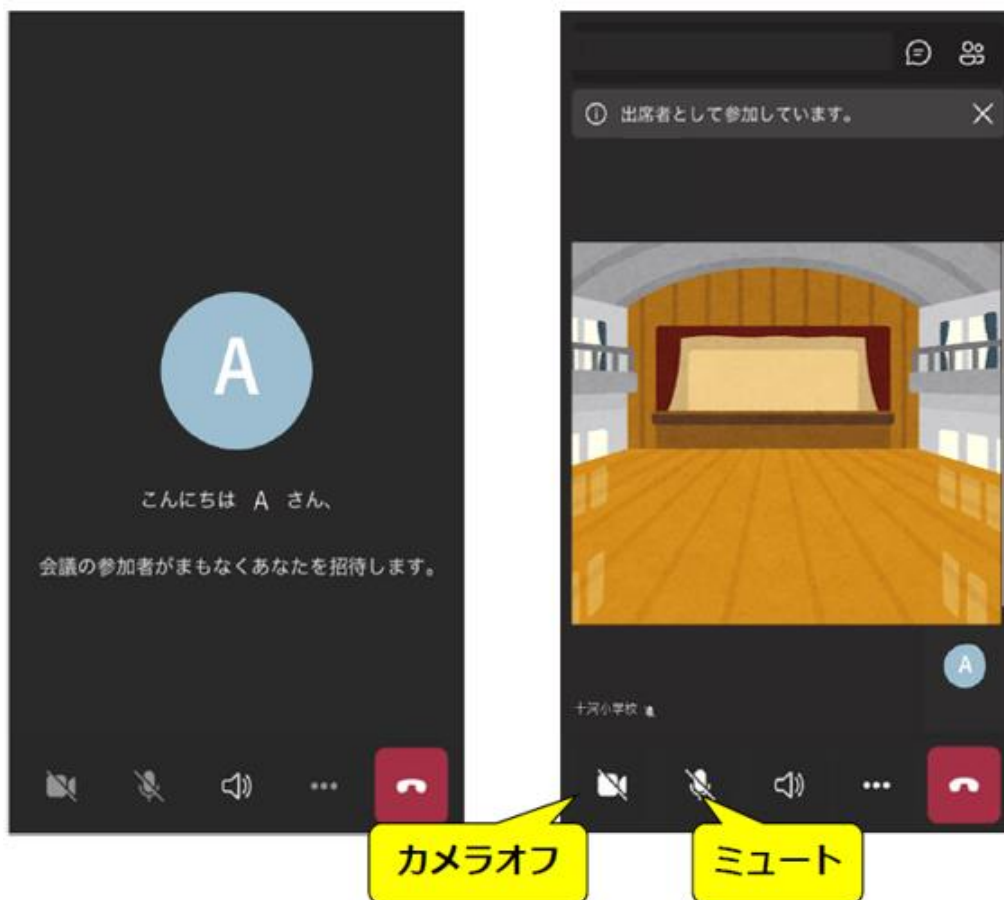 A
こんにちは A さん、
会議の参加者がまもなくあなたを招待します。
出席者として参加しています。
A
十河小学校
カメラオフ
ミュート